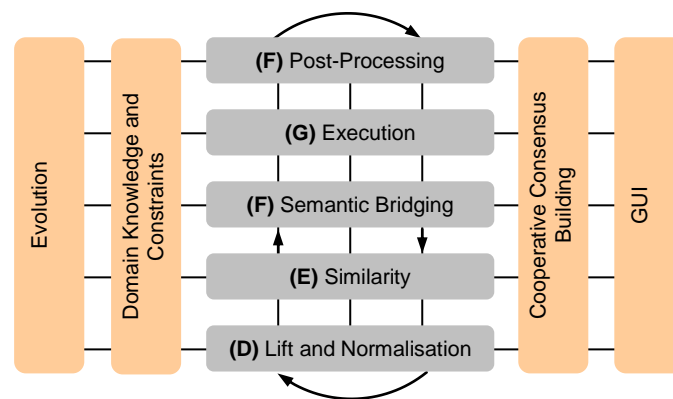 Evolution
Domain Knowledge and
Constraints
(F) Post-Processing
(G) Execution
(F) Semantic Bridging
(E) Similarity
(D) Lift and Normalisation
Cooperative Consensus
Building
GUI